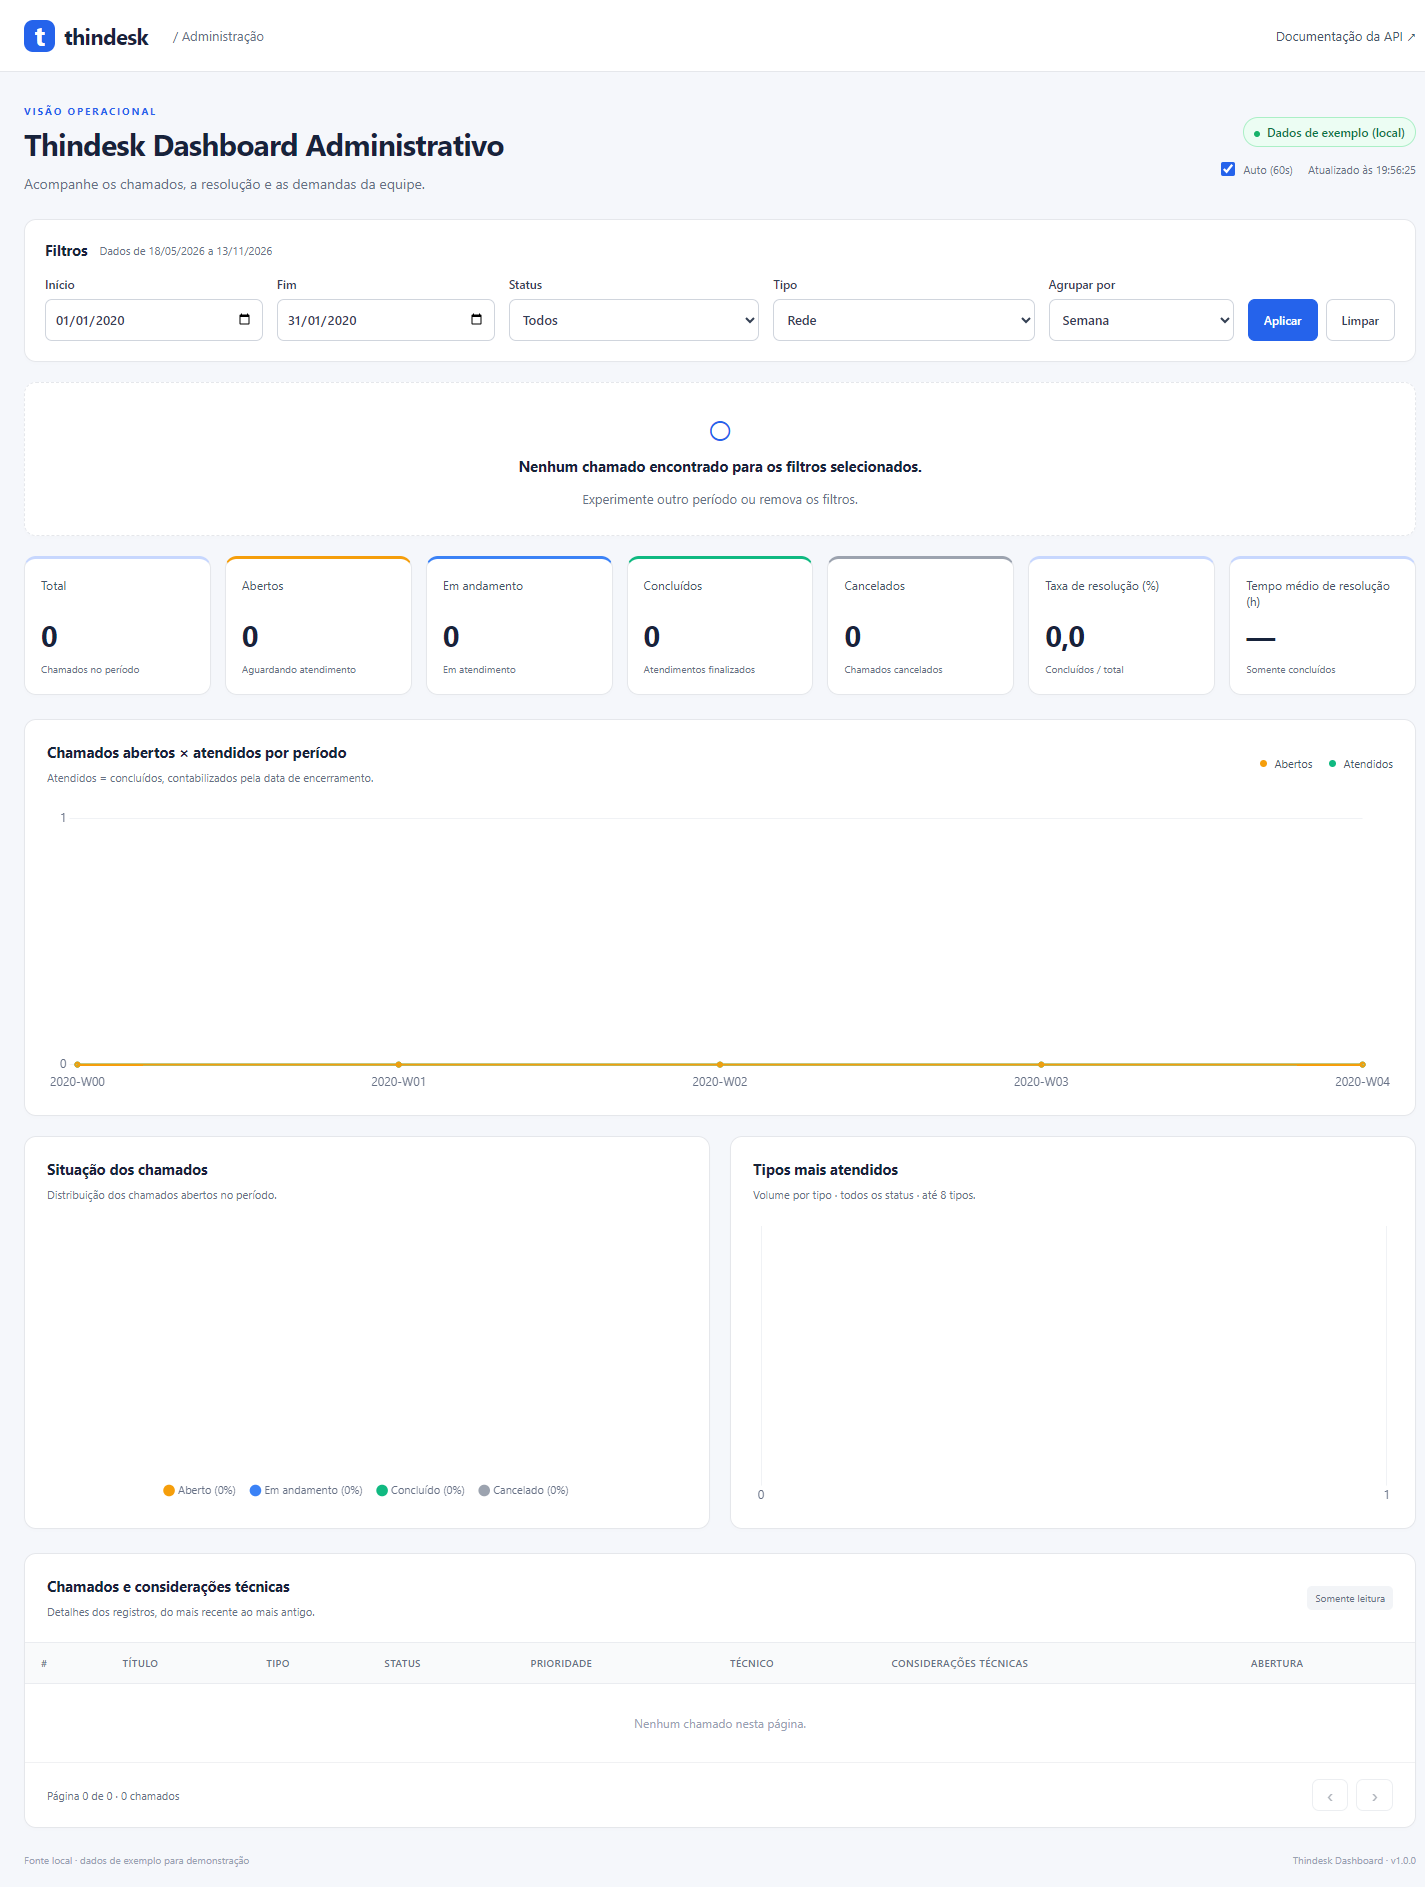 t thindesk / Administração Documentação da API ↗
VISÃO OPERACIONAL
Thindesk Dashboard Administrativo
Acompanhe os chamados, a resolução e as demandas da equipe.
Dados de exemplo (local)
Auto (60s) Atualizado às 19:56:25
Filtros Dados de 18/05/2026 a 13/11/2026
Início Fim Status Tipo Agrupar por
01/01/2020 31/01/2020 Todos Rede Semana Aplicar Limpar
Nenhum chamado encontrado para os filtros selecionados.
Experimente outro período ou remova os filtros.
Total
0
Chamados no período
Abertos
0
Aguardando atendimento
Em andamento
0
Em atendimento
Concluídos
0
Atendimentos finalizados
Cancelados
0
Chamados cancelados
Taxa de resolução (%)
0,0
Concluídos / total
Tempo médio de resolução
(h)
—
Somente concluídos
Chamados abertos × atendidos por período
Atendidos = concluídos, contabilizados pela data de encerramento.
Abertos Atendidos
1
0
2020-W00 2020-W01 2020-W02 2020-W03 2020-W04
Situação dos chamados
Distribuição dos chamados abertos no período.
Aberto (0%) Em andamento (0%) Concluído (0%) Cancelado (0%)
Tipos mais atendidos
Volume por tipo · todos os status · até 8 tipos.
0 1
Chamados e considerações técnicas
Detalhes dos registros, do mais recente ao mais antigo.
Somente leitura
# TÍTULO TIPO STATUS PRIORIDADE TÉCNICO CONSIDERAÇÕES TÉCNICAS ABERTURA
Nenhum chamado nesta página.
Página 0 de 0 · 0 chamados ‹ ›
Fonte local · dados de exemplo para demonstração Thindesk Dashboard · v1.0.0